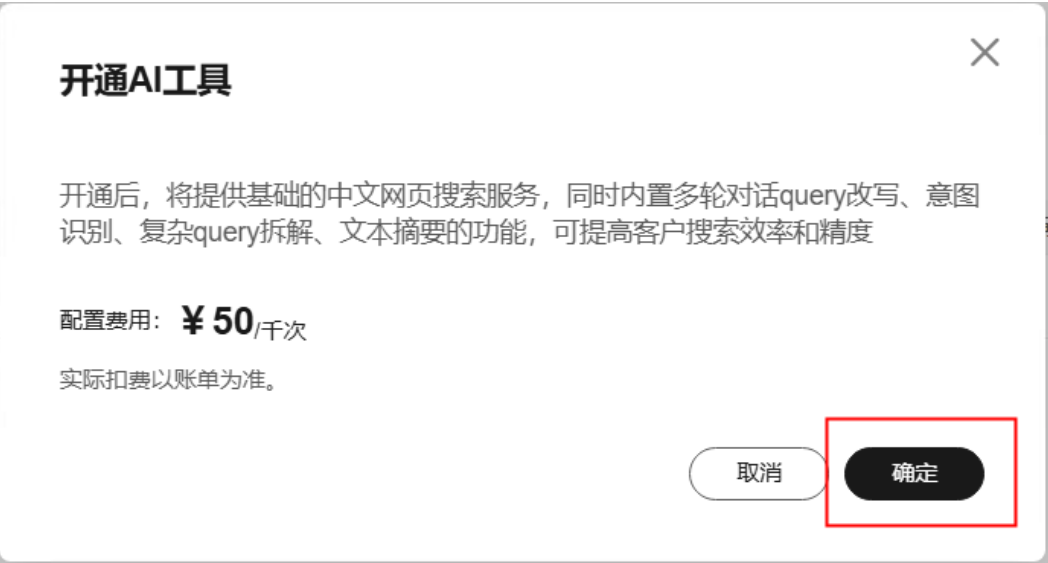 开通AI工具
开通后，将提供基础的中文网页搜索服务，同时内置多轮对话query改写、意图
识别、复杂query拆解、文本摘要的功能，可提高客户搜索效率和精度
配置费用： ¥ 50/千次
实际扣费以账单为准。
取消 确定